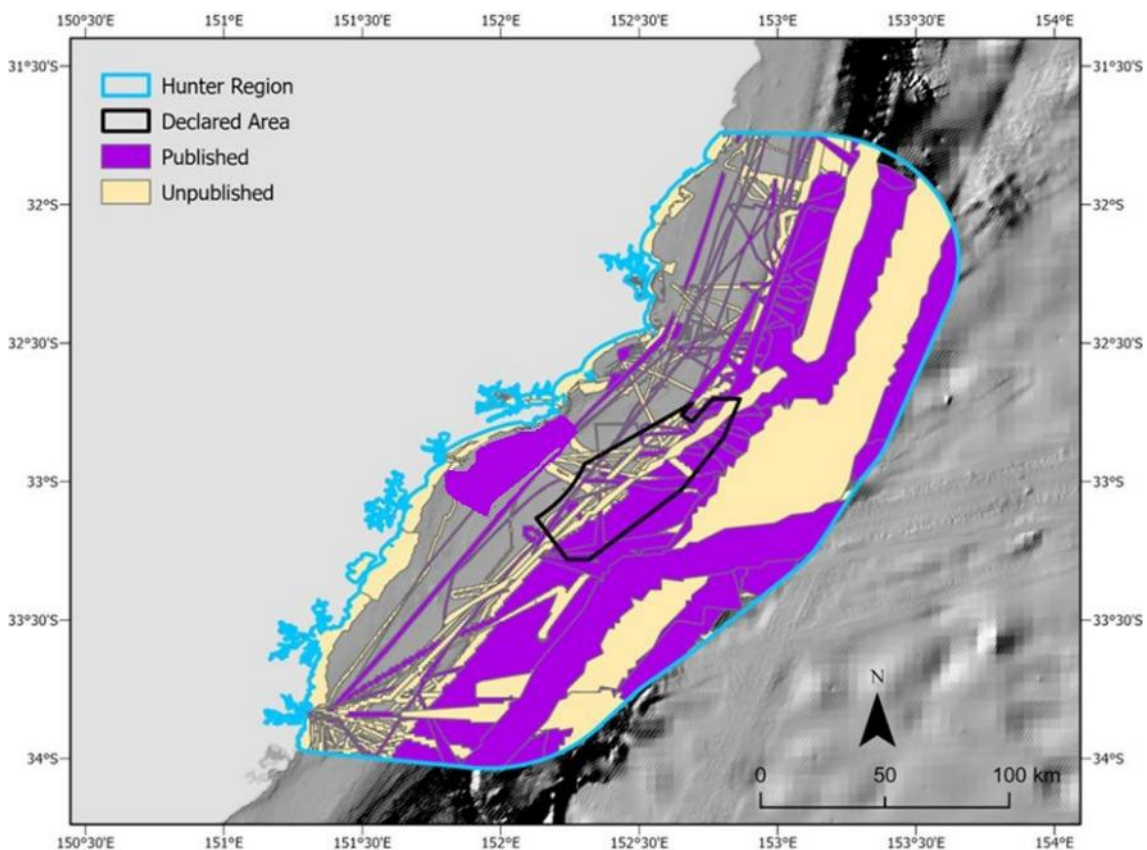 150°30'E 151°E 151°30'E 152°E 152°30'E 153°E 153°30'E 154°E
31°30'S 31°30'S
Hunter Region
Declared Area
Published
Unpublished
32°S 32°S
32°30'S 32°30'S
33°S 33°S
33°30'S 33°30'S
N
34°S 34°S
0 50 100 km
150°30'E 151°E 151°30'E 152°E 152°30'E 153°E 153°30'E 154°E